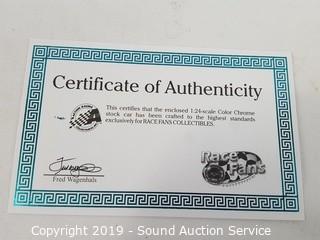 Certificate of Authenticity
This certifies that the enclosed 1:24-scale Color Chrome
stock car has been crafted to the highest standards
exclusively for RACE FANS COLLECTIBLES.
Fred Wagenhals
Race
Fans
Copyright 2019 - Sound Auction Service